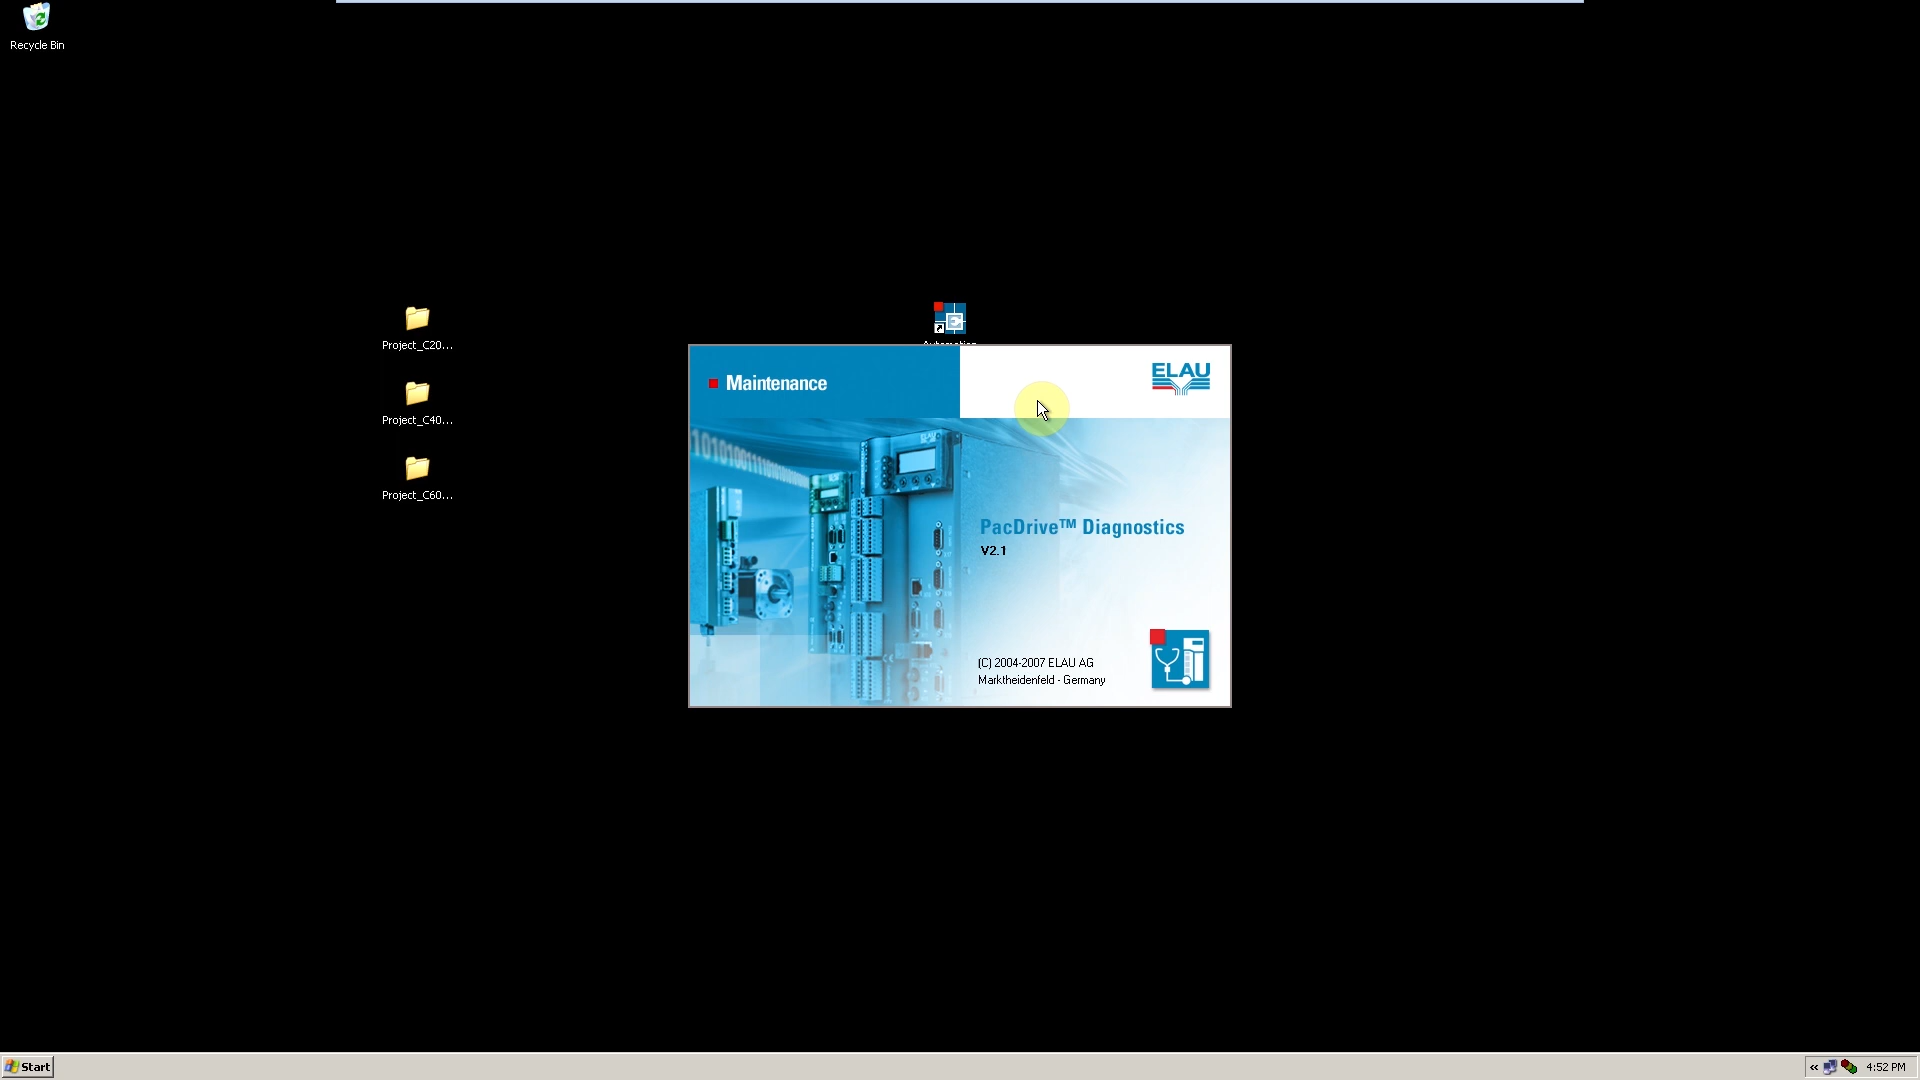 Recycle Bin
Project_C20...
Project_C40...
Project_C60...
Maintenance
ELAU
PacDrive™ Diagnostics
V2.1
(C) 2004-2007 ELAU AG
Marktheidenfeld - Germany
Start
« 4:52 PM